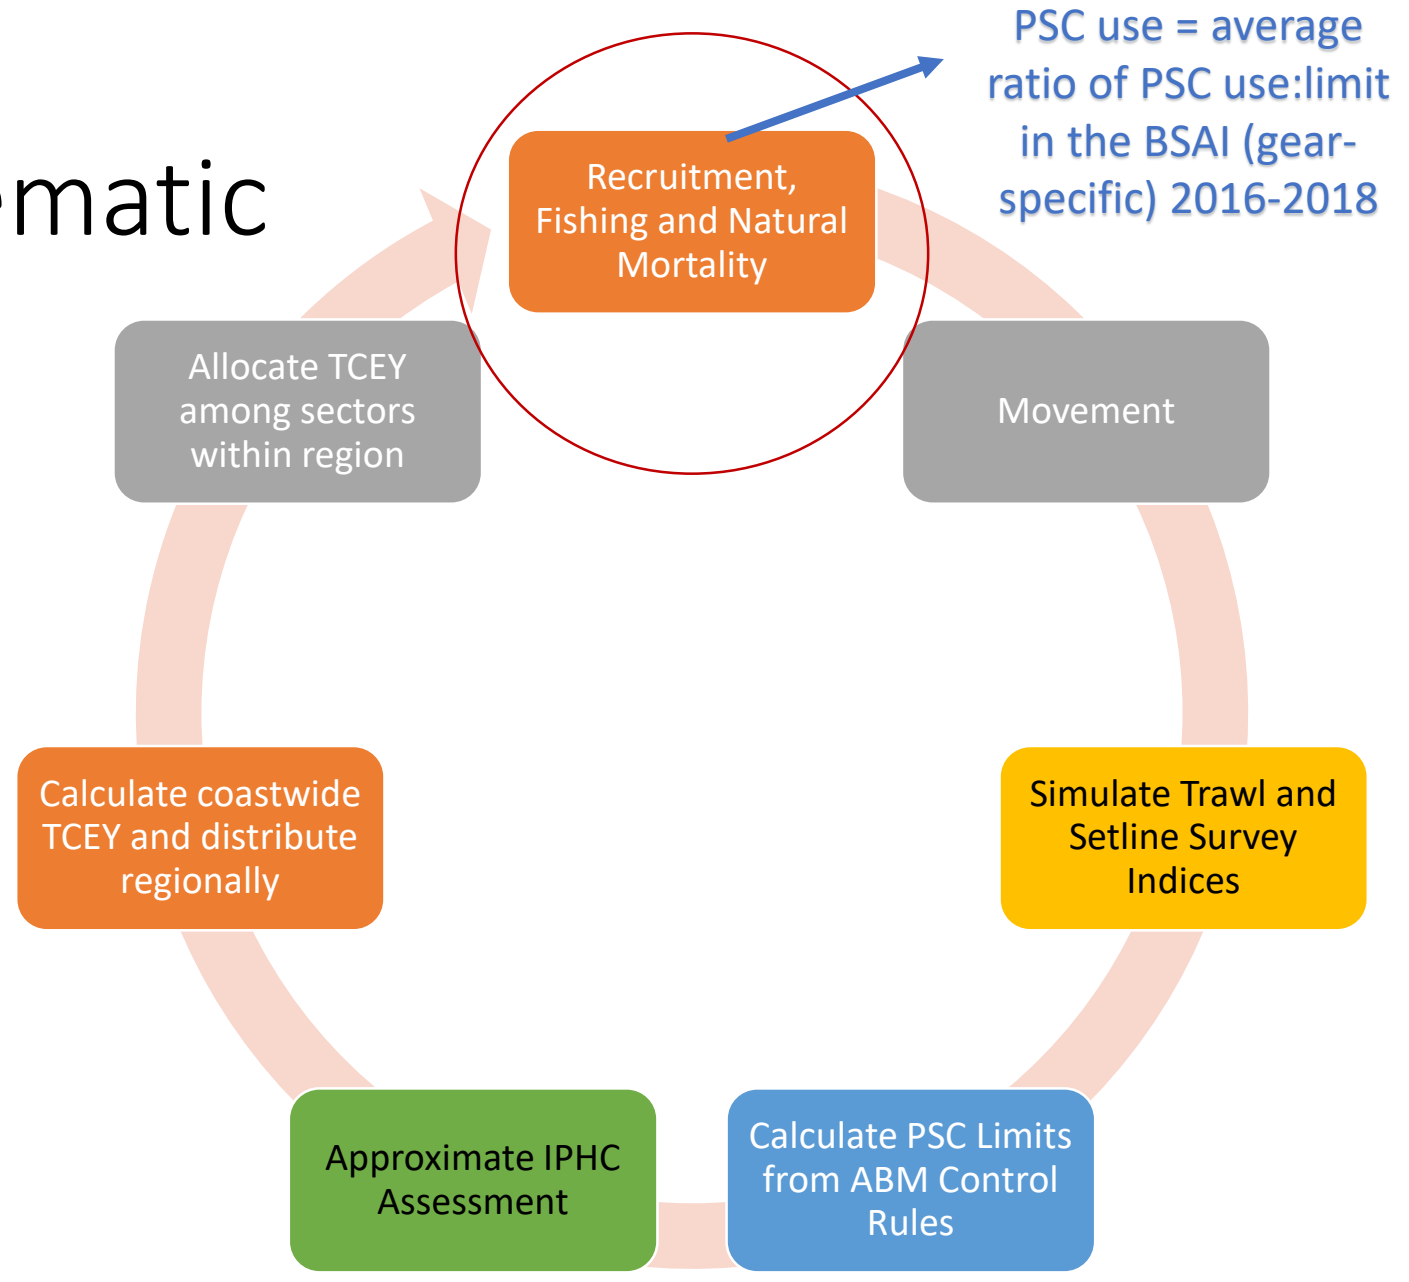 ematic
PSC use = average
ratio of PSC use:limit
in the BSAI (gear-
specific) 2016-2018
Recruitment,
Fishing and Natural
Mortality
Movement
Simulate Trawl and
Setline Survey
Indices
Calculate PSC Limits
from ABM Control
Rules
Approximate IPHC
Assessment
Calculate coastwide
TCEY and distribute
regionally
Allocate TCEY
among sectors
within region